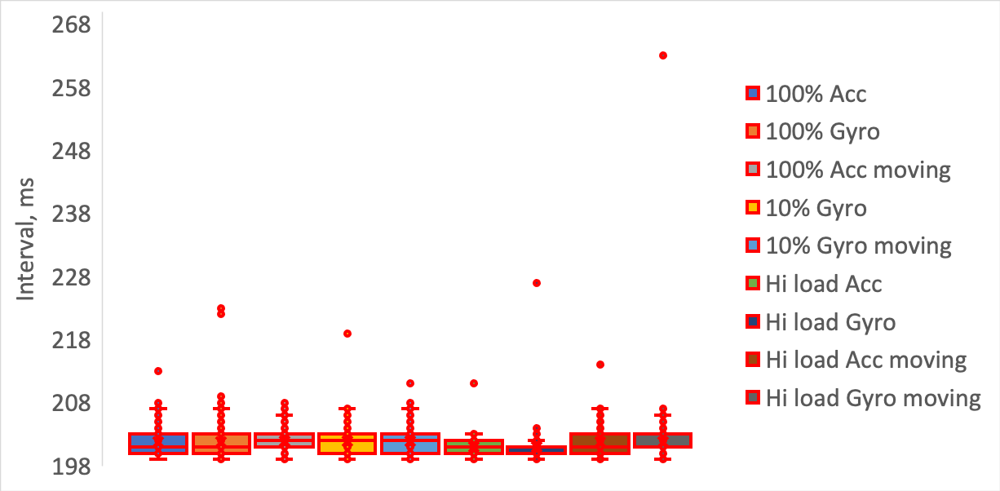 268
258
248
238
228
218
208
198
Interval, ms
100% Acc
100% Gyro
100% Acc moving
10% Gyro
10% Gyro moving
Hi load Acc
Hi load Gyro
Hi load Acc moving
Hi load Gyro moving